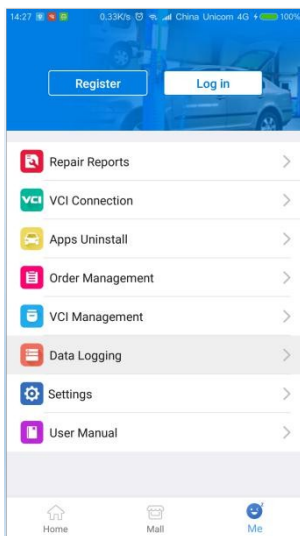 14:27 0.33K/s China Unicom 4G 100%
Register Log in
Repair Reports
VCI VCI Connection
Apps Uninstall
Order Management
VCI Management
Data Logging
Settings
User Manual
Home Mall Me